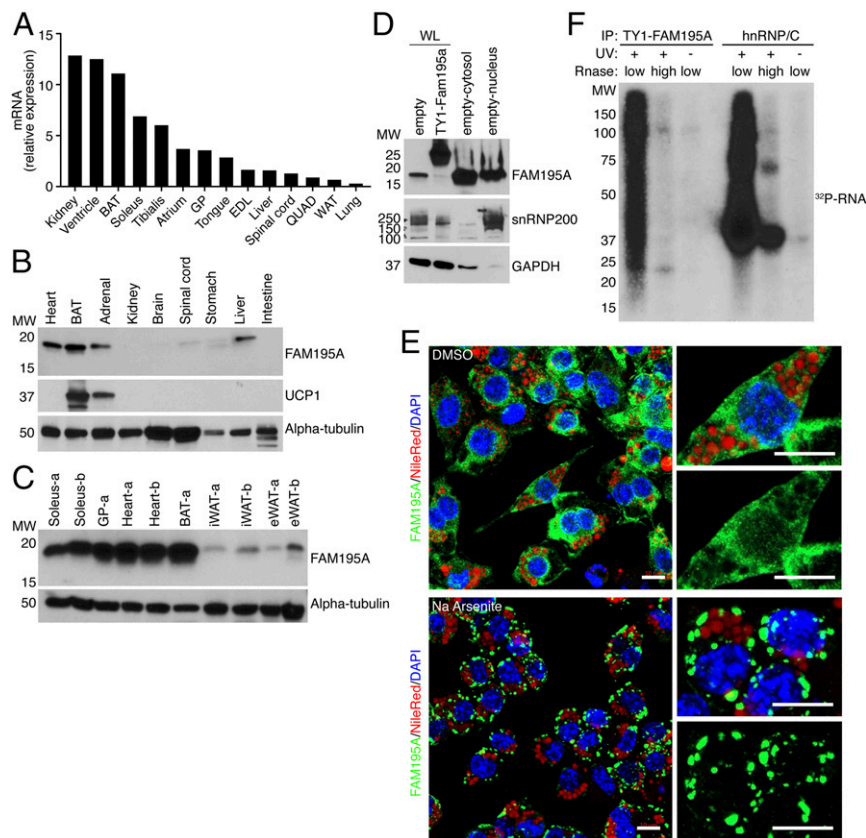 A
mRNA
(relative expression)
15
10
5
0
Kidney
Ventricle
BAT
Soleus
Tibialis
Atrium
GP
Tongue
EDL
Liver
Spinal cord
QUAD
WAT
Lung
B
Heart
BAT
Adrenal
Kidney
Brain
Spinal cord
Stomach
Liver
Intestine
MW
20
15
FAM195A
37
UCP1
50
Alpha-tubulin
C
Soleus-a
Soleus-b
GP-a
Heart-a
Heart-b
BAT-a
iWAT-a
iWAT-b
eWAT-a
eWAT-b
MW
20
15
FAM195A
50
Alpha-tubulin
D
WL
empty
TY1-Fam195a
empty-cytosol
empty-nucleus
MW
25
20
15
FAM195A
250
150
100
snRNP200
37
GAPDH
F
IP: TY1-FAM195A hnRNP/C
UV: + + - + + -
Rnase: low high low low high low
MW
150
100
75
50
37
25
20
15
32P-RNA
E
DMSO
FAM195A/NileRed/DAPI
Na Arsenite
FAM195A/NileRed/DAPI